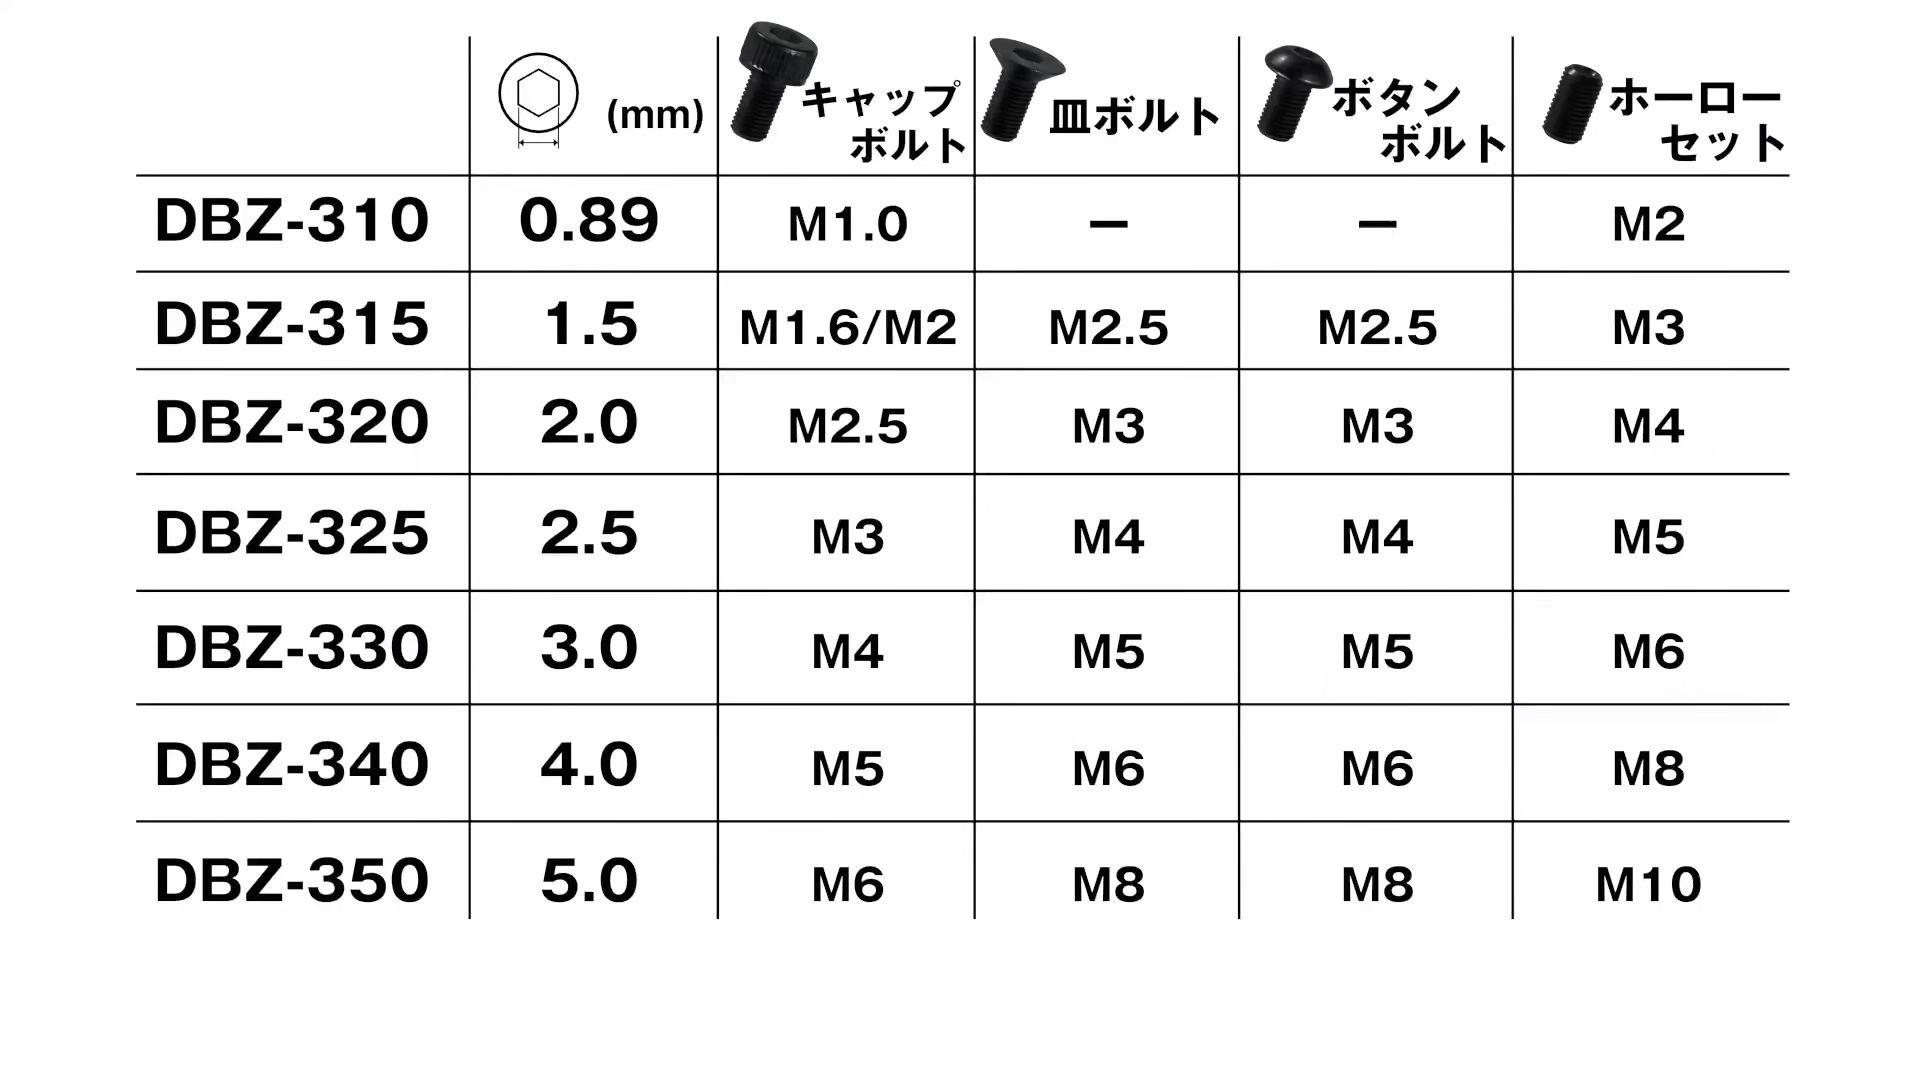 (mm) キャップ ボルト 皿ボルト ボタン ボルト ホーロー セット
DBZ-310 0.89 M1.0 － － M2
DBZ-315 1.5 M1.6/M2 M2.5 M2.5 M3
DBZ-320 2.0 M2.5 M3 M3 M4
DBZ-325 2.5 M3 M4 M4 M5
DBZ-330 3.0 M4 M5 M5 M6
DBZ-340 4.0 M5 M6 M6 M8
DBZ-350 5.0 M6 M8 M8 M10